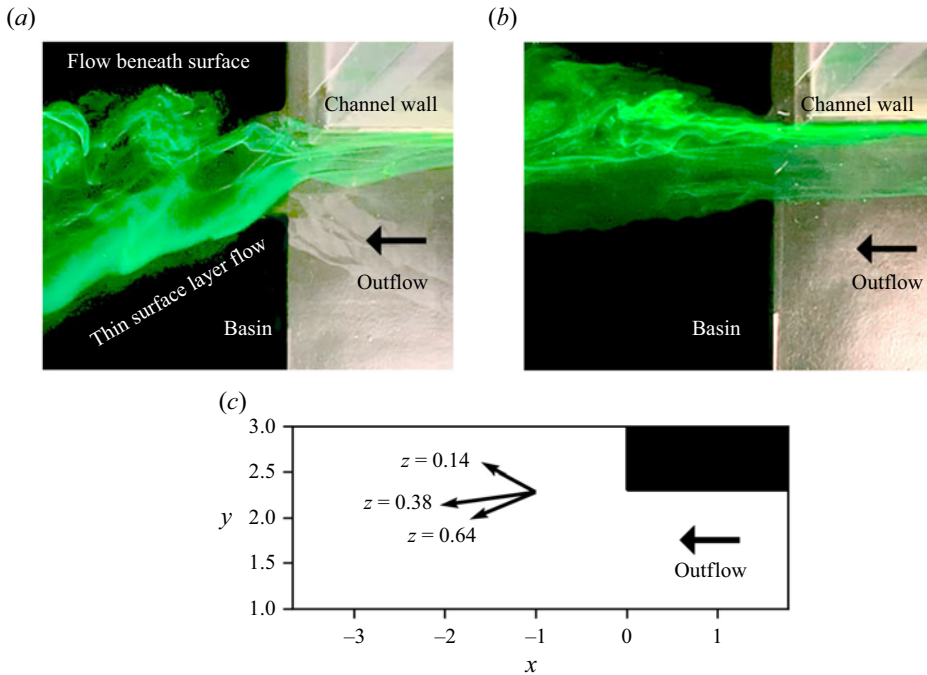 (a)
(b)
Flow beneath surface
Channel wall
Thin surface layer flow
Outflow
Basin
Channel wall
Outflow
Basin
(c)
3.0
2.5
y 2.0
1.5
1.0
z = 0.14
z = 0.38
z = 0.64
Outflow
–3 –2 –1 0 1
x